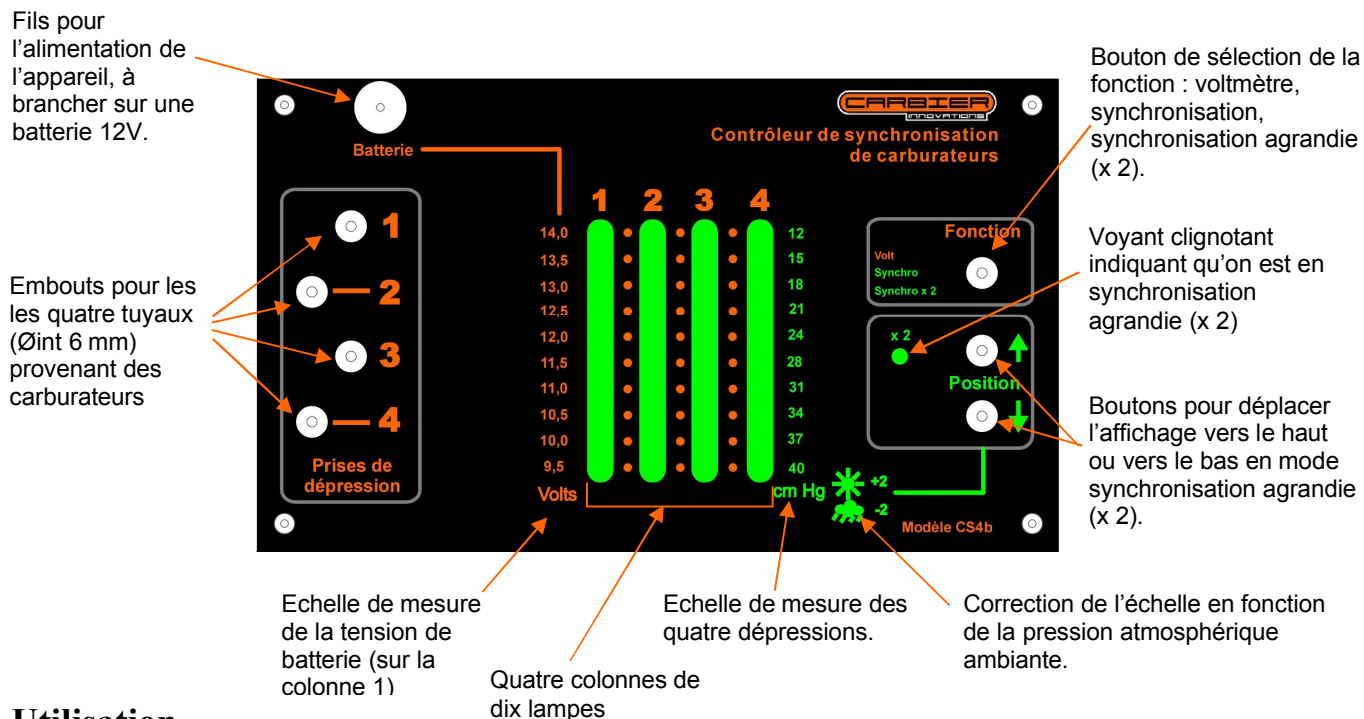 Fils pour
l’alimentation de
l’appareil, à
brancher sur une
batterie 12V.
Bouton de sélection de la
fonction : voltmètre,
synchronisation,
synchronisation agrandie
(x 2).
CARBIER
INNOVATIONS
Contrôleur de synchronisation
de carburateurs
Batterie
1
2
3
4
Prises de
dépression
1 2 3 4
14,0
13,5
13,0
12,5
12,0
11,5
11,0
10,5
10,0
9,5
Volts
12
15
18
21
24
28
31
34
37
40
cm Hg
+2
-2
Fonction
Volt
Synchro
Synchro x 2
x 2
Position
Modèle CS4b
Embouts pour les
les quatre tuyaux
(Øint 6 mm)
provenant des
carburateurs
Voyant clignotant
indiquant qu’on est en
synchronisation
agrandie (x 2)
Boutons pour déplacer
l’affichage vers le haut
ou vers le bas en mode
synchronisation agrandie
(x 2).
Echelle de mesure
de la tension de
batterie (sur la
colonne 1)
Quatre colonnes de
dix lampes
Echelle de mesure des
quatre dépressions.
Correction de l’échelle en fonction
de la pression atmosphérique
ambiante.
Utilisation